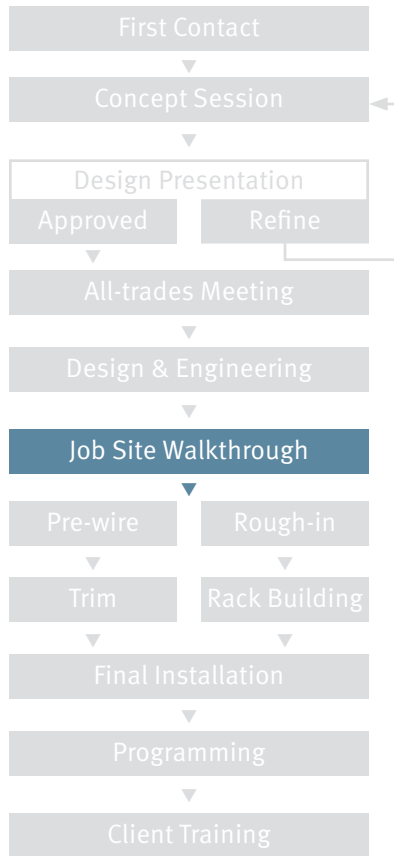 First Contact
Concept Session
Design Presentation
Approved
Refine
All-trades Meeting
Design & Engineering
Job Site Walkthrough
Pre-wire
Rough-in
Trim
Rack Building
Final Installation
Programming
Client Training